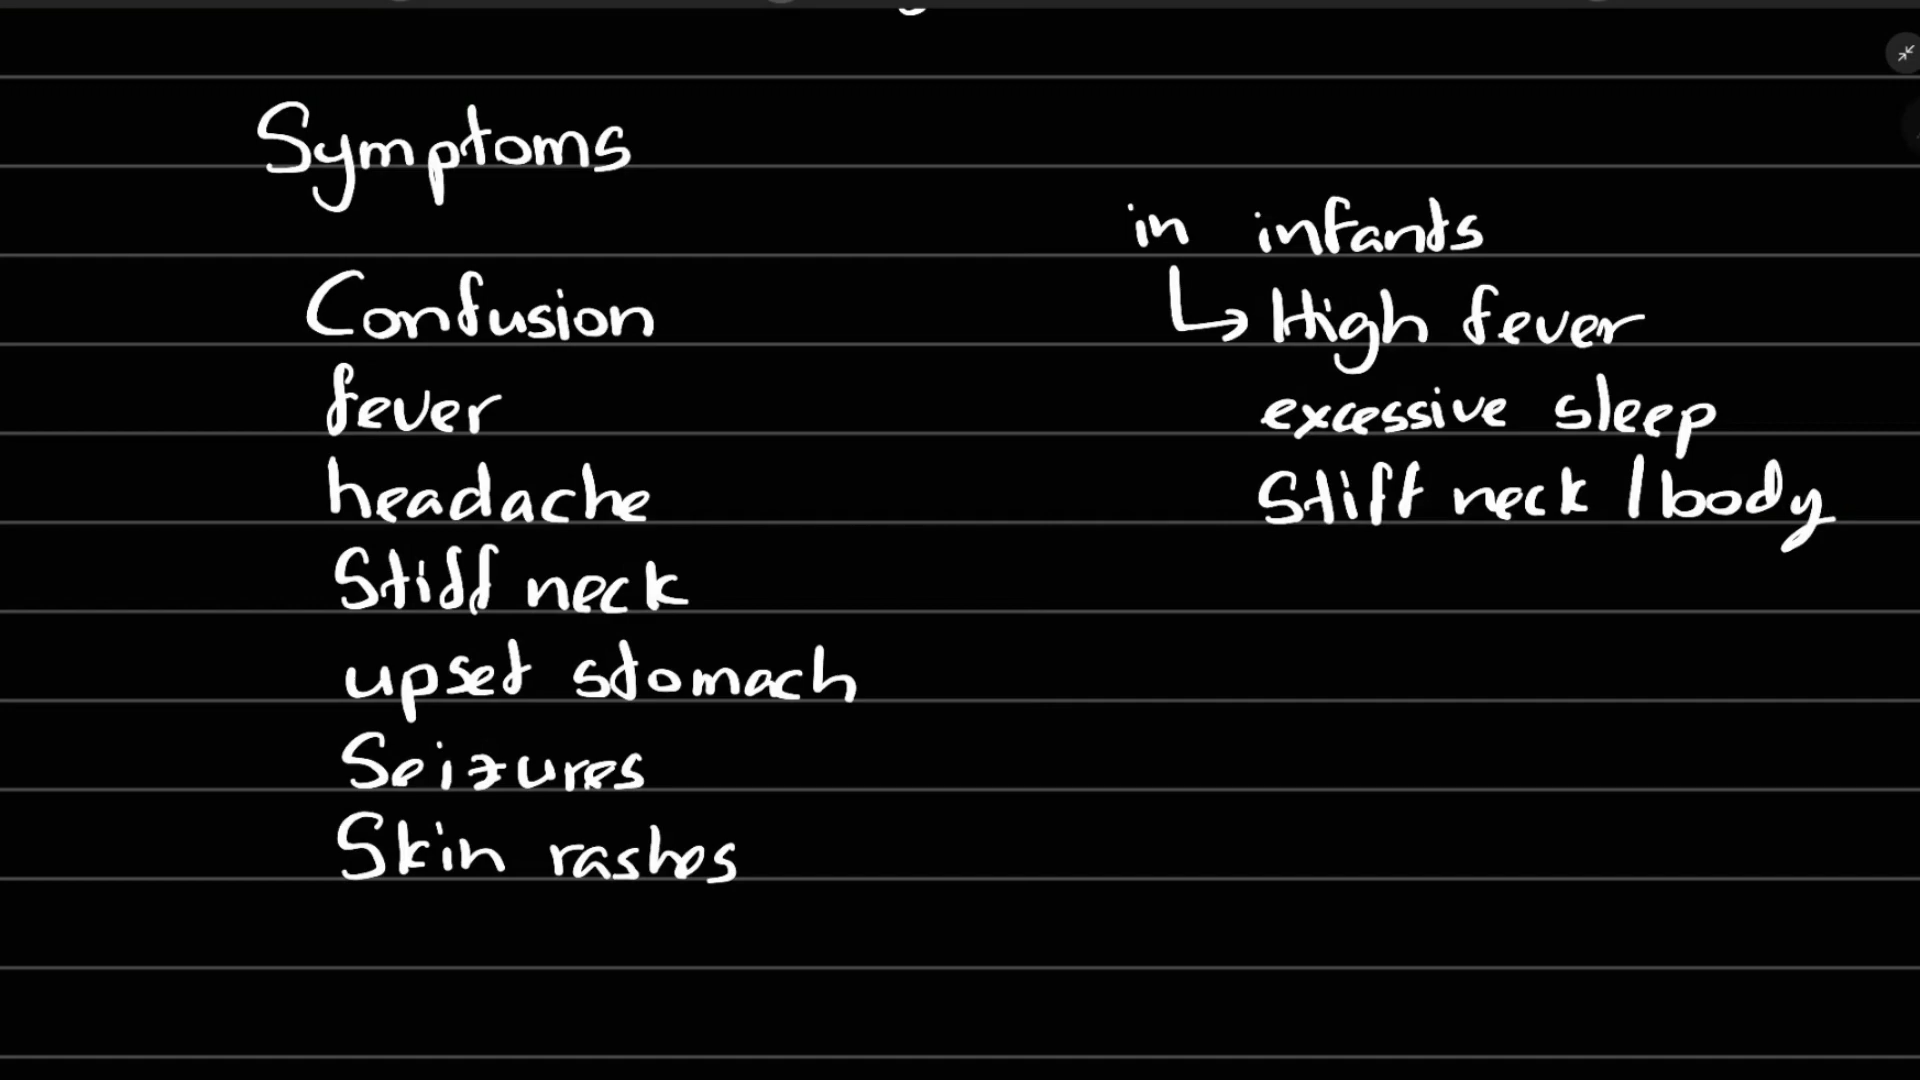 Symptoms
Confusion
fever
headache
Stiff neck
upset stomach
Seizures
Skin rashes
in infants
High fever
excessive sleep
Stiff neck / body